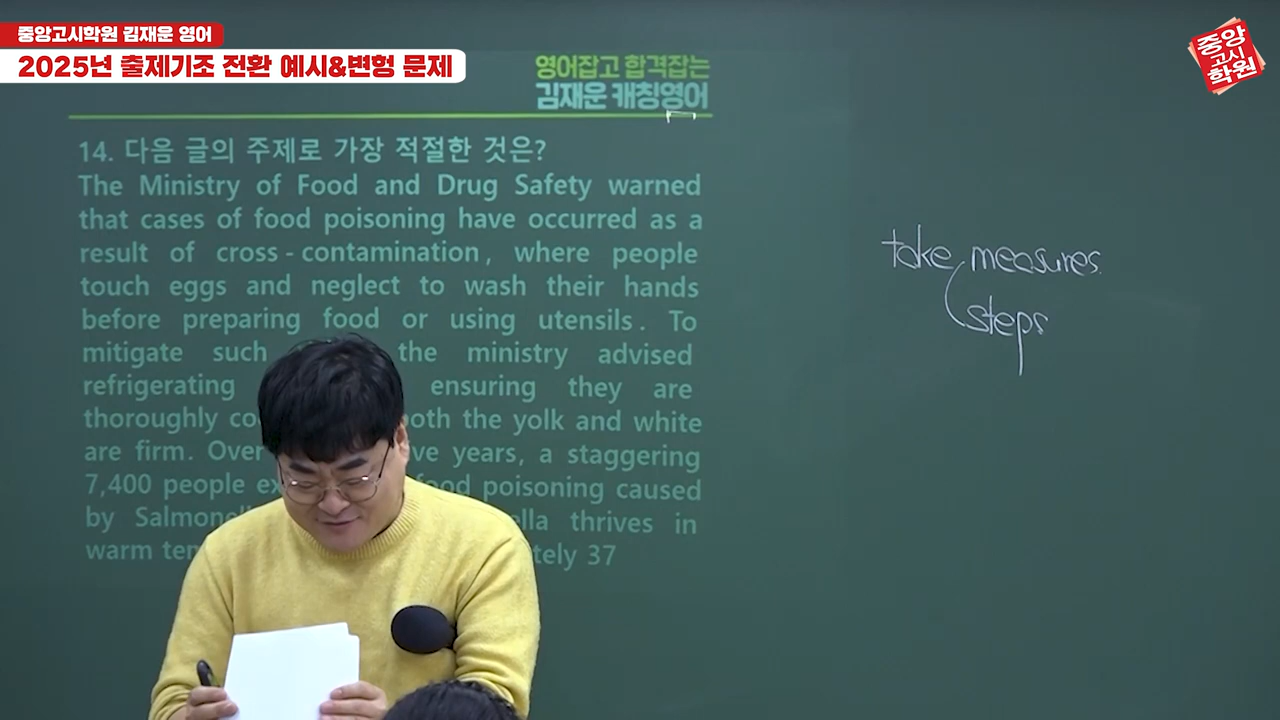 중앙고시학원 김재운 영어
2025년 출제기조 전환 예시&변형 문제
중앙
고시
학원
영어잡고 합격잡는
김재운 캐칭영어
14. 다음 글의 주제로 가장 적절한 것은?
The Ministry of Food and Drug Safety warned
that cases of food poisoning have occurred as a
result of cross-contamination, where people
touch eggs and neglect to wash their hands
before preparing food or using utensils. To
mitigate such the ministry advised
refrigerating ensuring they are
thoroughly both the yolk and white
are firm. Over years, a staggering
7,400 people food poisoning caused
by thrives in
warm 37
take measures
steps